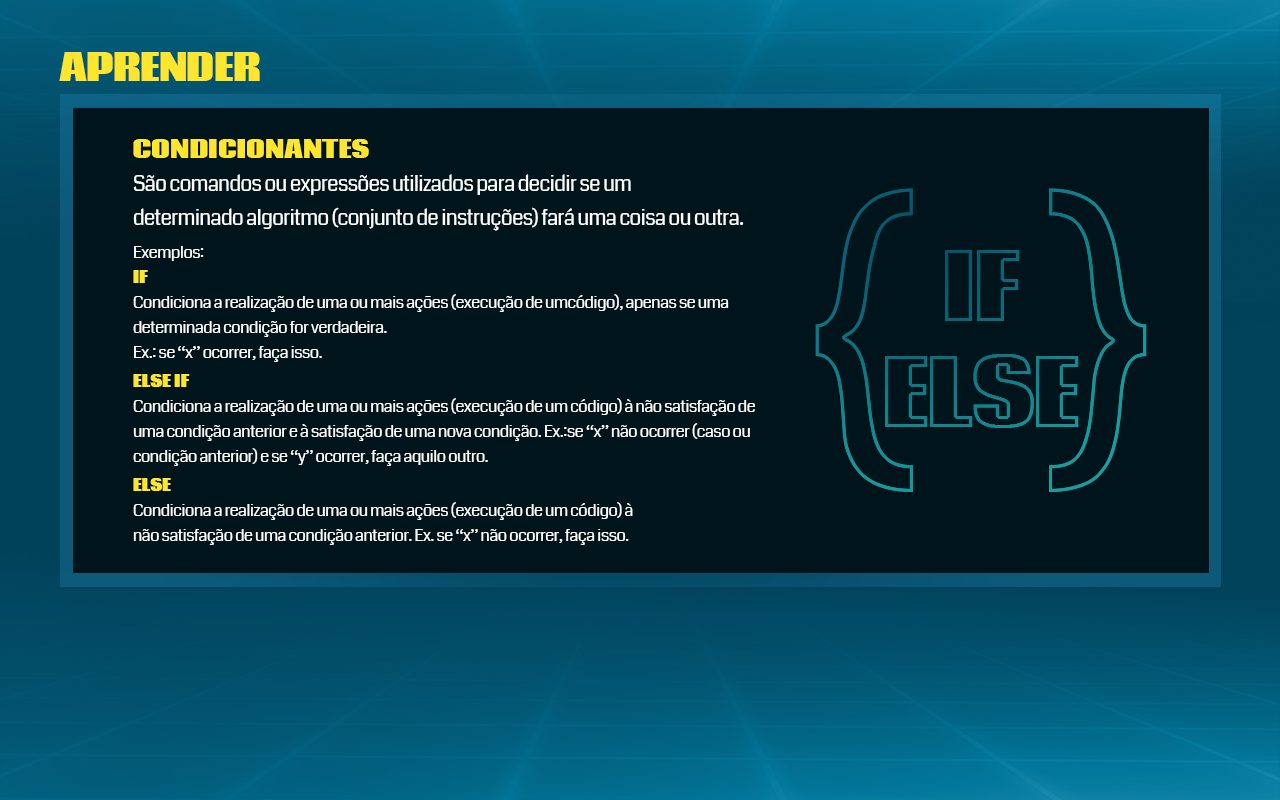 APRENDER
CONDICIONANTES
São comandos ou expressões utilizados para decidir se um
determinado algoritmo (conjunto de instruções) fará uma coisa ou outra.
Exemplos:
IF
Condiciona a realização de uma ou mais ações (execução de umcódigo), apenas se uma
determinada condição for verdadeira.
Ex.: se “x” ocorrer, faça isso.
ELSE IF
Condiciona a realização de uma ou mais ações (execução de um código) à não satisfação de
uma condição anterior e à satisfação de uma nova condição. Ex.:se “x” não ocorrer (caso ou
condição anterior) e se “y” ocorrer, faça aquilo outro.
ELSE
Condiciona a realização de uma ou mais ações (execução de um código) à
não satisfação de uma condição anterior. Ex. se “x” não ocorrer, faça isso.
{ IF
ELSE }